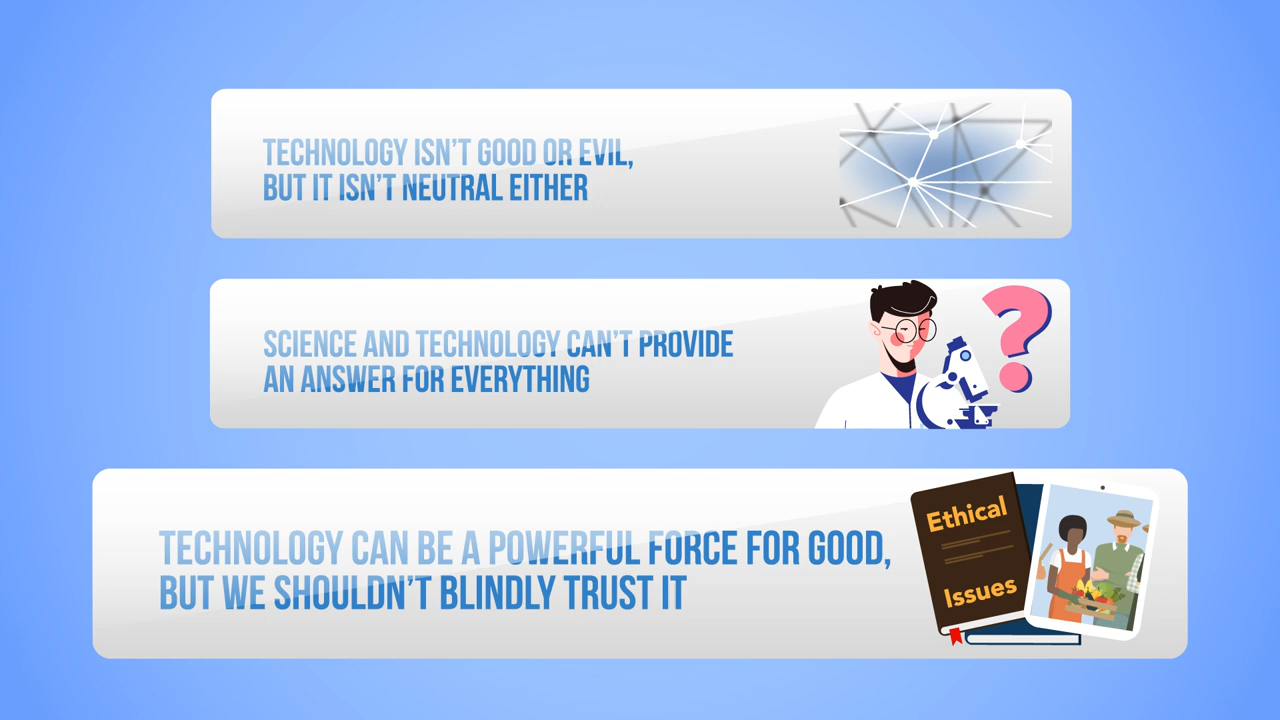 TECHNOLOGY ISN'T GOOD OR EVIL,
BUT IT ISN'T NEUTRAL EITHER
SCIENCE AND TECHNOLOGY CAN'T PROVIDE
AN ANSWER FOR EVERYTHING
?
TECHNOLOGY CAN BE A POWERFUL FORCE FOR GOOD,
BUT WE SHOULDN'T BLINDLY TRUST IT
Ethical
Issues